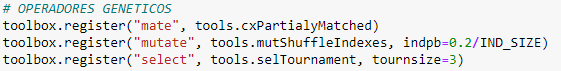 # OPERADORES GENETICOS
toolbox.register("mate", tools.cxPartialyMatched)
toolbox.register("mutate", tools.mutShuffleIndexes, indpb=0.2/IND_SIZE)
toolbox.register("select", tools.selTournament, tournsize=3)